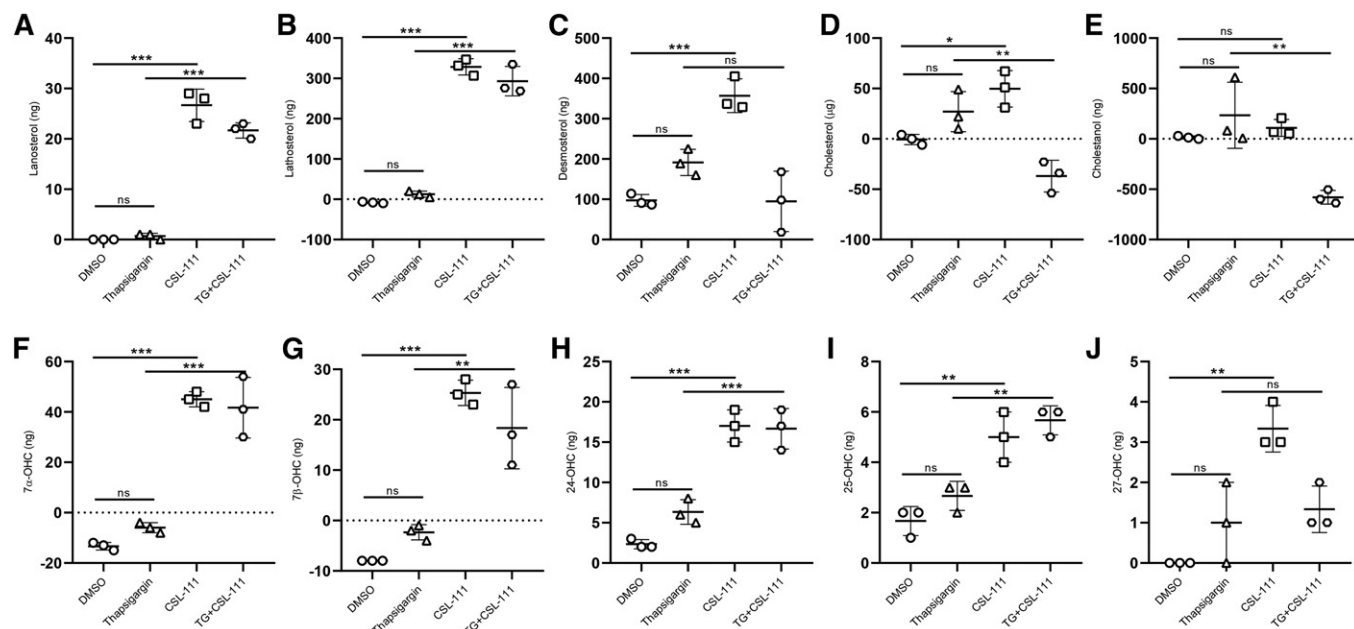 A
Lanosterol (ng)
40
30
20
10
0
***
***
ns
DMSO
Thapsigargin
CSL-111
TG+CSL-111
B
Lathosterol (ng)
400
300
200
100
0
-100
***
***
ns
DMSO
Thapsigargin
CSL-111
TG+CSL-111
C
Desmosterol (ng)
500
400
300
200
100
0
***
ns
ns
DMSO
Thapsigargin
CSL-111
TG+CSL-111
D
Cholesterol (µg)
100
50
0
-50
-100
*
**
ns
DMSO
Thapsigargin
CSL-111
TG+CSL-111
E
Cholestanol (ng)
1000
500
0
-500
-1000
ns
**
ns
DMSO
Thapsigargin
CSL-111
TG+CSL-111
F
7α-OHC (ng)
60
40
20
0
-20
***
***
ns
DMSO
Thapsigargin
CSL-111
TG+CSL-111
G
7β-OHC (ng)
30
20
10
0
-10
***
**
ns
DMSO
Thapsigargin
CSL-111
TG+CSL-111
H
24-OHC (ng)
25
20
15
10
5
0
***
***
ns
DMSO
Thapsigargin
CSL-111
TG+CSL-111
I
25-OHC (ng)
8
6
4
2
0
**
**
ns
DMSO
Thapsigargin
CSL-111
TG+CSL-111
J
27-OHC (ng)
5
4
3
2
1
0
**
ns
ns
DMSO
Thapsigargin
CSL-111
TG+CSL-111